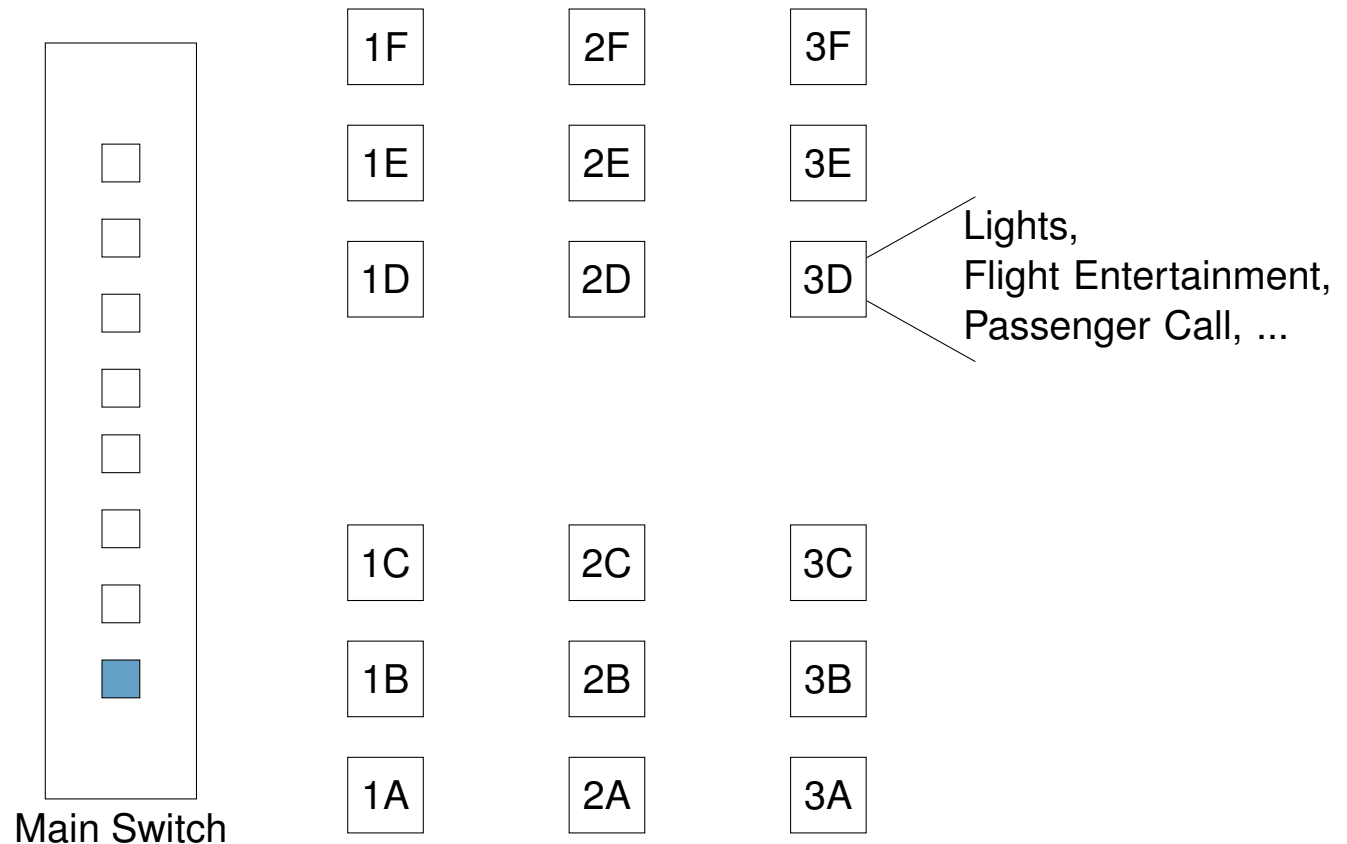 1F 2F 3F
1E 2E 3E
1D 2D 3D
Lights,
Flight Entertainment,
Passenger Call, ...
1C 2C 3C
1B 2B 3B
1A 2A 3A
Main Switch